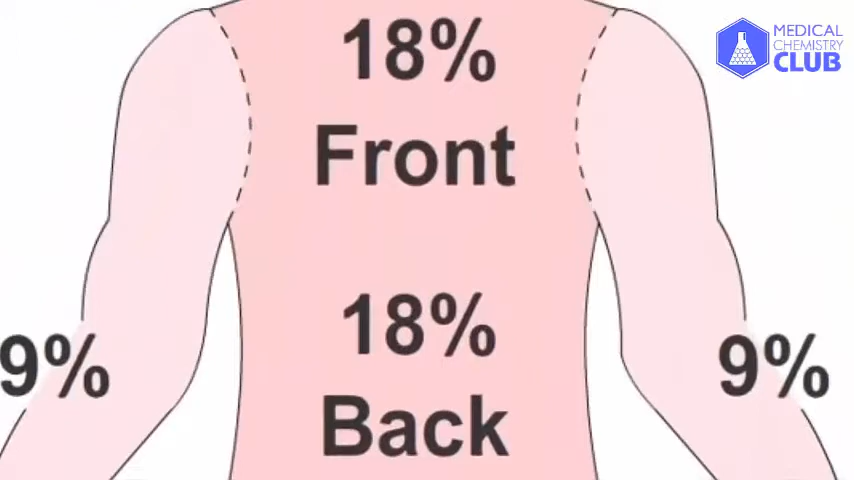 18%
Front
18%
Back
9%
9%
MEDICAL
CHEMISTRY
CLUB